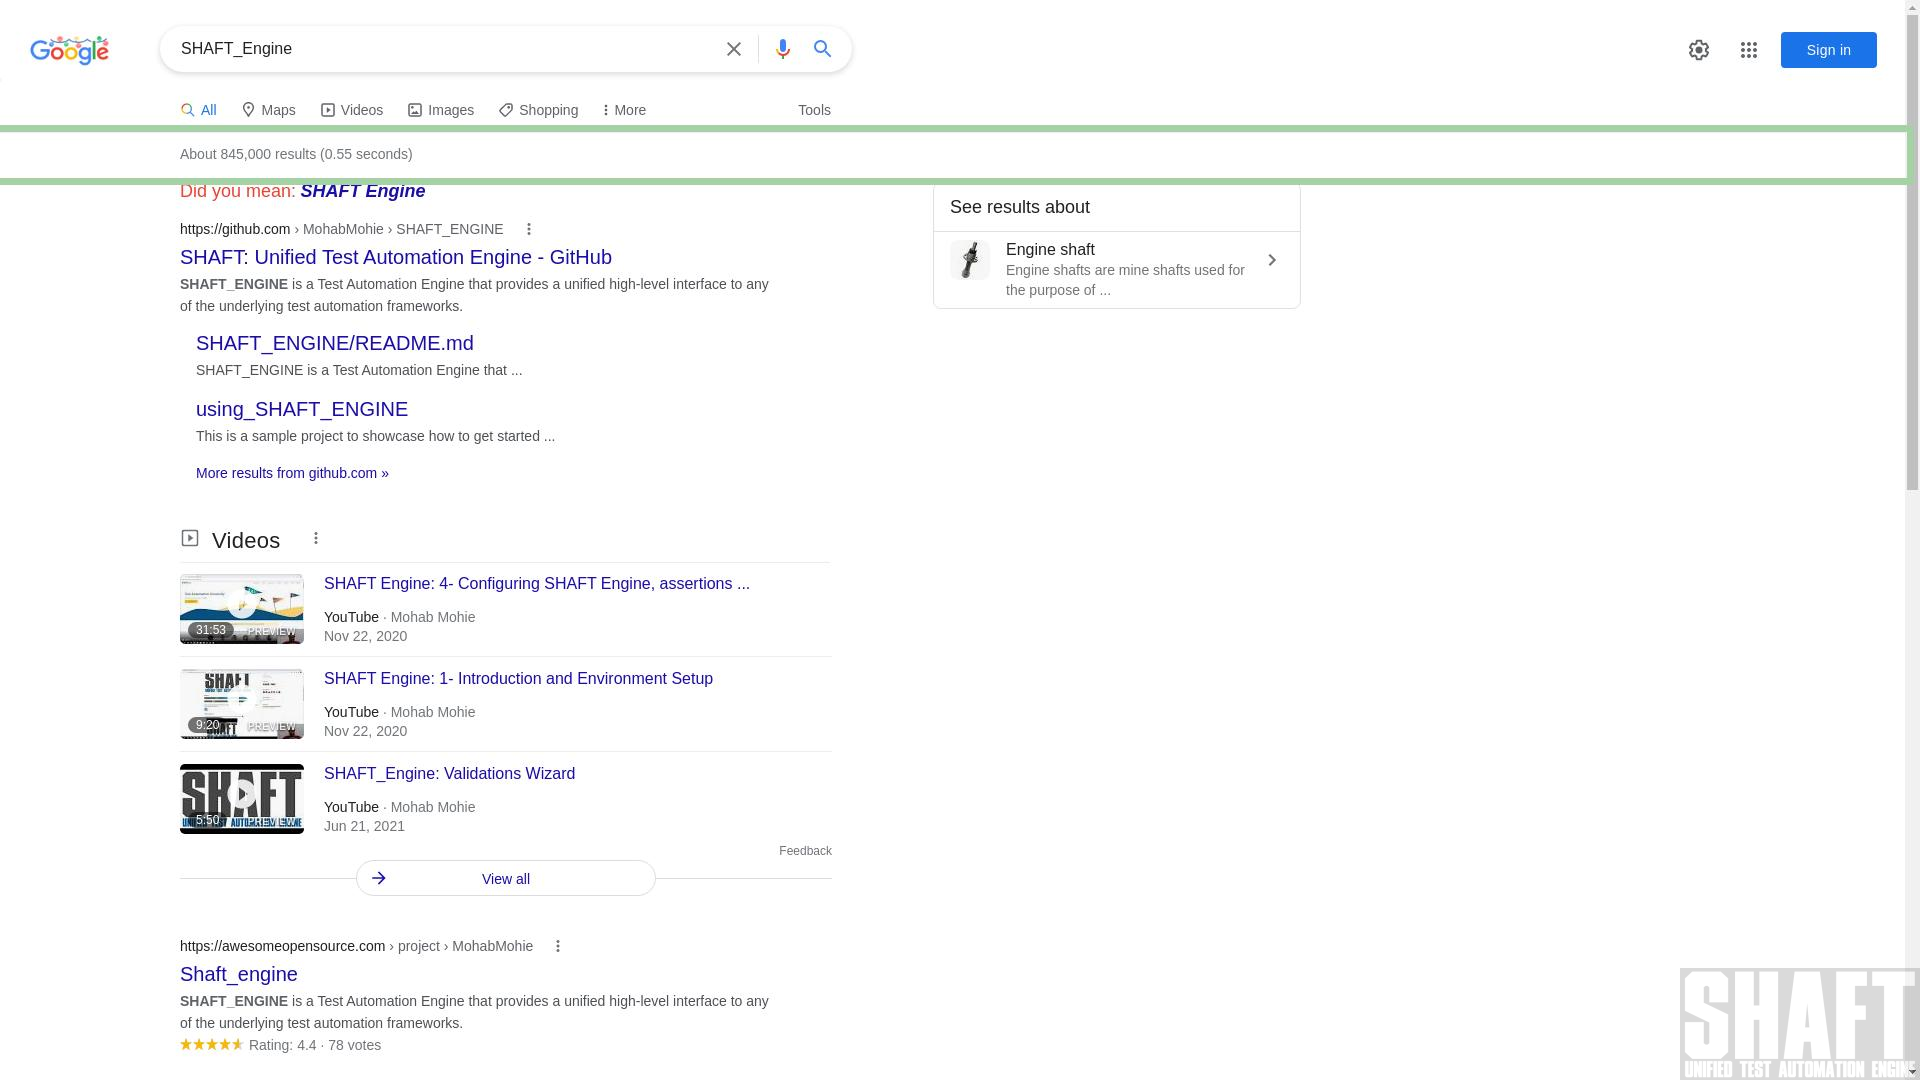 Google
SHAFT_Engine
Sign in
All
Maps
Videos
Images
Shopping
More
Tools
About 845,000 results (0.55 seconds)
Did you mean: SHAFT Engine
https://github.com › MohabMohie › SHAFT_ENGINE
SHAFT: Unified Test Automation Engine - GitHub
SHAFT_ENGINE is a Test Automation Engine that provides a unified high-level interface to any
of the underlying test automation frameworks.
SHAFT_ENGINE/README.md
SHAFT_ENGINE is a Test Automation Engine that ...
using_SHAFT_ENGINE
This is a sample project to showcase how to get started ...
More results from github.com »
See results about
Engine shaft
Engine shafts are mine shafts used for
the purpose of ...
Videos
SHAFT Engine: 4- Configuring SHAFT Engine, assertions ...
YouTube · Mohab Mohie
Nov 22, 2020
31:53
PREVIEW
SHAFT Engine: 1- Introduction and Environment Setup
YouTube · Mohab Mohie
Nov 22, 2020
SHAFT
9:20
PREVIEW
SHAFT_Engine: Validations Wizard
YouTube · Mohab Mohie
Jun 21, 2021
SHAFT
5:50
PREVIEW
UNIFIED TEST AUTOMATION ENGINE
Feedback
View all
https://awesomeopensource.com › project › MohabMohie
Shaft_engine
SHAFT_ENGINE is a Test Automation Engine that provides a unified high-level interface to any
of the underlying test automation frameworks.
Rating: 4.4 · 78 votes
SHAFT
UNIFIED TEST AUTOMATION ENGINE